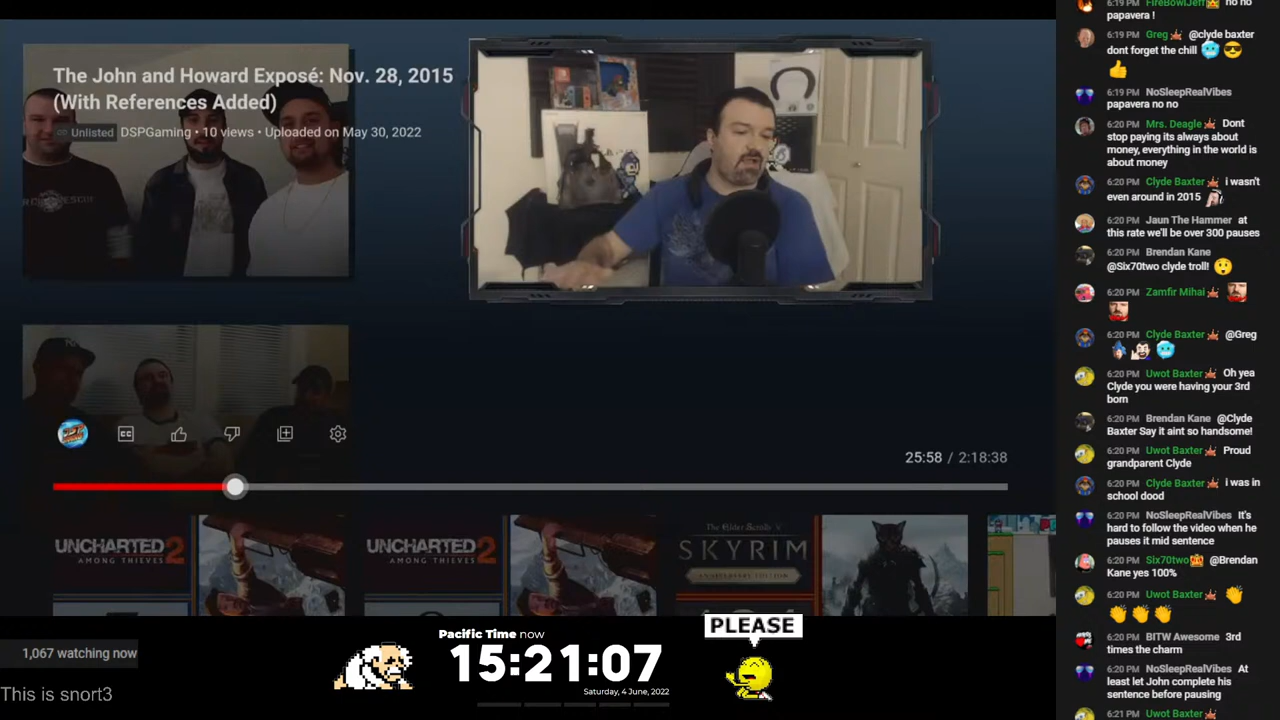 The John and Howard Exposé: Nov. 28, 2015
(With References Added)
Unlisted DSPGaming • 10 views • Uploaded on May 30, 2022
CC
25:58 / 2:18:38
UNCHARTED 2
AMONG THIEVES
UNCHARTED 2
AMONG THIEVES
The Elder Scrolls V
SKYRIM
ANNIVERSARY EDITION
1,067 watching now
This is snort3
Pacific Time now
15:21:07
Saturday, 4 June, 2022
PLEASE
6:19 PM FireBowlJeff no no
papavera !
6:19 PM Greg @clyde baxter
dont forget the chill
6:19 PM NoSleepRealVibes
papavera no no
6:20 PM Mrs. Deagle Dont
stop paying its always about
money, everything in the world is
about money
6:20 PM Clyde Baxter i wasn't
even around in 2015
6:20 PM Jaun The Hammer at
this rate we'll be over 300 pauses
6:20 PM Brendan Kane
@Six70two clyde troll!
6:20 PM Zamfir Mihai
6:20 PM Clyde Baxter @Greg
6:20 PM Uwot Baxter Oh yea
Clyde you were having your 3rd
born
6:20 PM Brendan Kane @Clyde
Baxter Say it aint so handsome!
6:20 PM Uwot Baxter Proud
grandparent Clyde
6:20 PM Clyde Baxter i was in
school dood
6:20 PM NoSleepRealVibes It's
hard to follow the video when he
pauses it mid sentence
6:20 PM Six70two @Brendan
Kane yes 100%
6:20 PM Uwot Baxter
6:20 PM BITW Awesome 3rd
times the charm
6:20 PM NoSleepRealVibes At
least let John complete his
sentence before pausing
6:21 PM Uwot Baxter